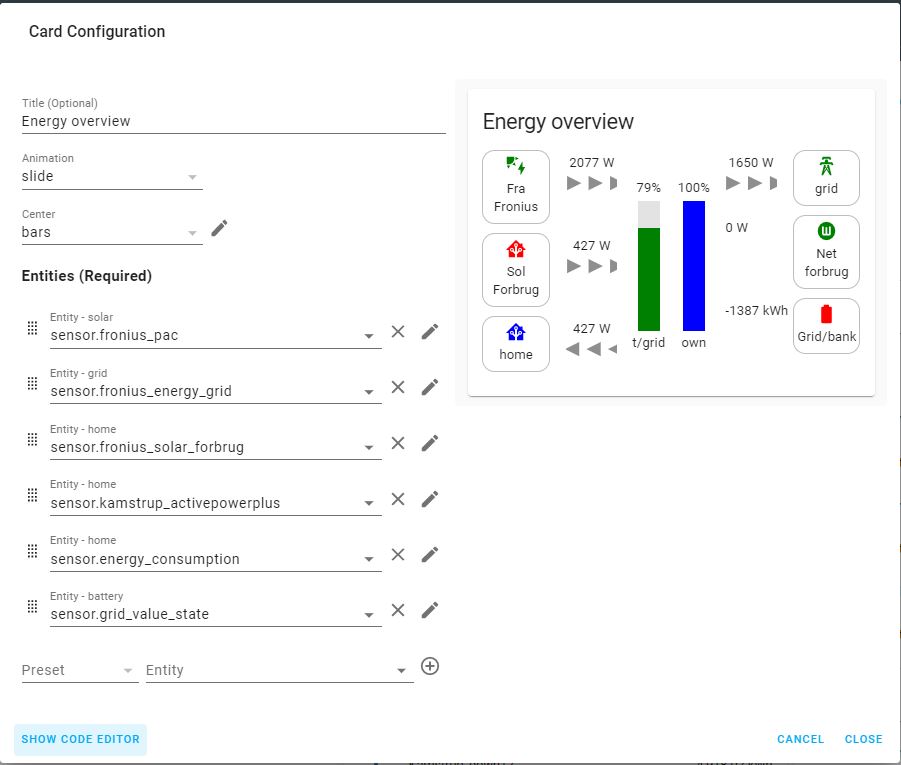 Card Configuration
Title (Optional)
Energy overview
Animation
slide
Center
bars
Entities (Required)
Entity - solar
sensor.fronius_pac
Entity - grid
sensor.fronius_energy_grid
Entity - home
sensor.fronius_solar_forbrug
Entity - home
sensor.kamstrup_activepowerplus
Entity - home
sensor.energy_consumption
Entity - battery
sensor.grid_value_state
Preset
Entity
SHOW CODE EDITOR
Energy overview
Fra
Fronius
2077 W
Sol
Forbrug
427 W
home
427 W
79%
t/grid
100%
own
1650 W
grid
0 W
Net
forbrug
-1387 kWh
Grid/bank
CANCEL
CLOSE